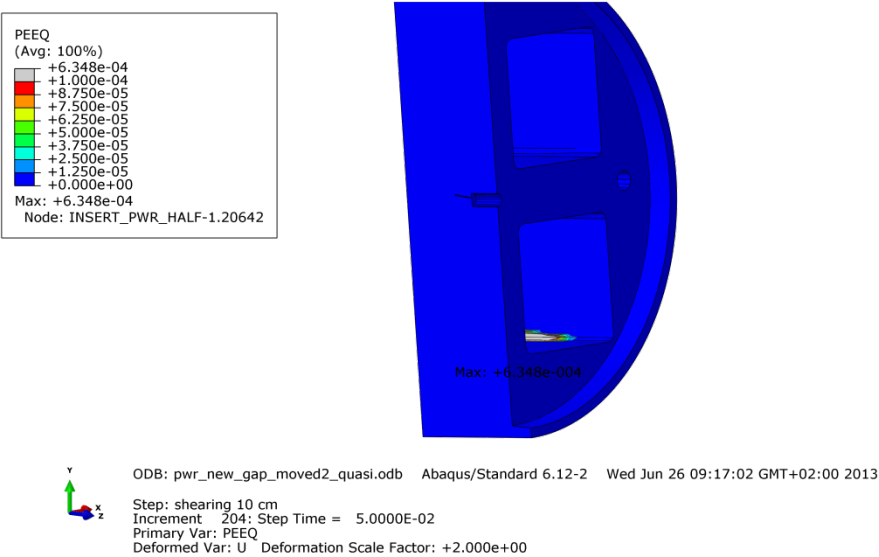 PEEQ
(Avg: 100%)
+6.348e-04
+1.000e-04
+8.750e-05
+7.500e-05
+6.250e-05
+5.000e-05
+3.750e-05
+2.500e-05
+1.250e-05
+0.000e+00
Max: +6.348e-04
Node: INSERT_PWR_HALF-1.20642
Max: +6.348e-004
Y
X
Z
ODB: pwr_new_gap_moved2_quasi.odb Abaqus/Standard 6.12-2 Wed Jun 26 09:17:02 GMT+02:00 2013
Step: shearing 10 cm
Increment 204: Step Time = 5.0000E-02
Primary Var: PEEQ
Deformed Var: U Deformation Scale Factor: +2.000e+00